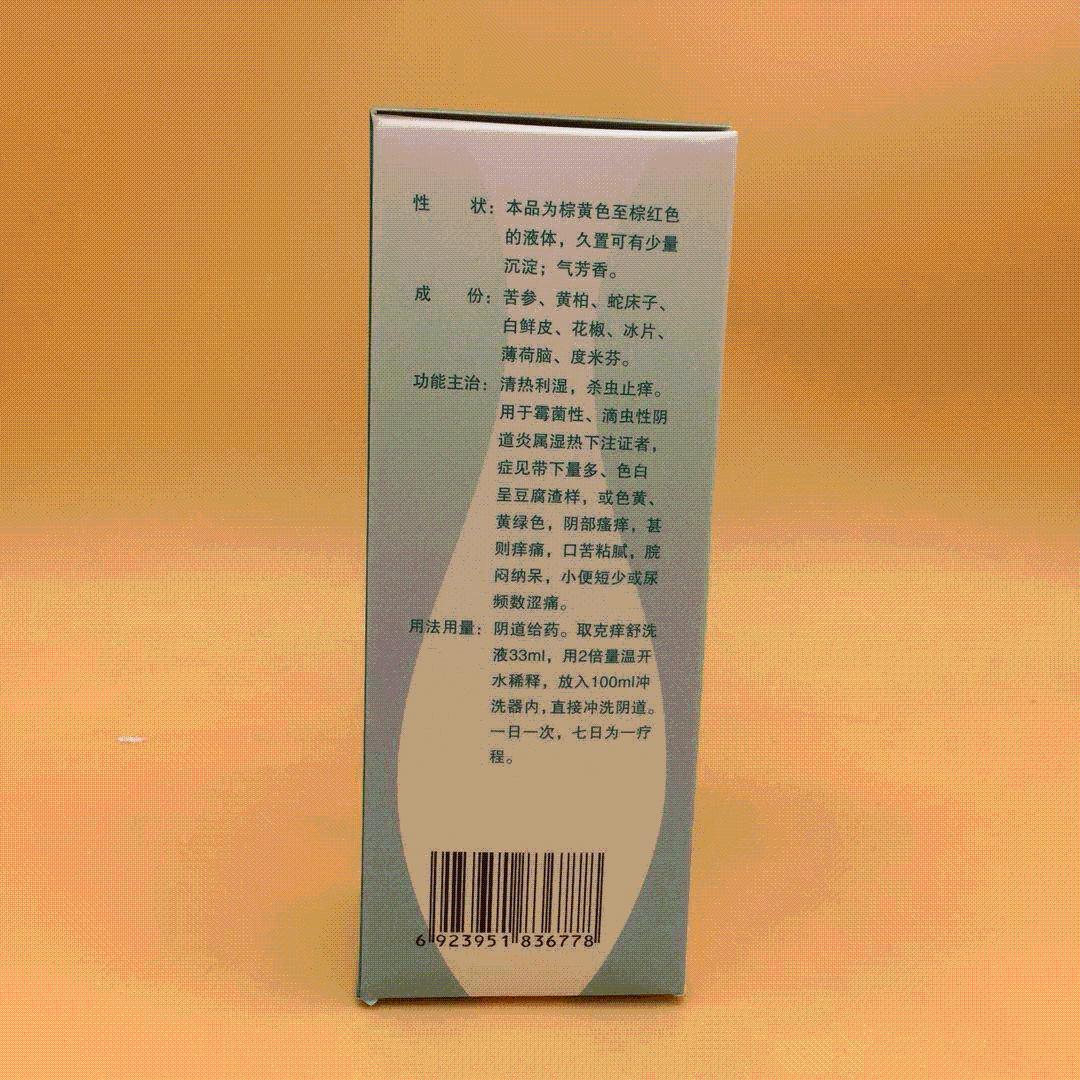 性　　状：本品为棕黄色至棕红色
的液体，久置可有少量
沉淀；气芳香。
成　　份：苦参、黄柏、蛇床子、
白鲜皮、花椒、冰片、
薄荷脑、度米芬。
功能主治：清热利湿，杀虫止痒。
用于霉菌性、滴虫性阴
道炎属湿热下注证者，
症见带下量多、色白
呈豆腐渣样，或色黄、
黄绿色，阴部瘙痒，甚
则痒痛，口苦粘腻，脘
闷纳呆，小便短少或尿
频数涩痛。
用法用量：阴道给药。取克痒舒洗
液33ml，用2倍量温开
水稀释，放入100ml冲
洗器内，直接冲洗阴道。
一日一次，七日为一疗
程。
6 923951 836778